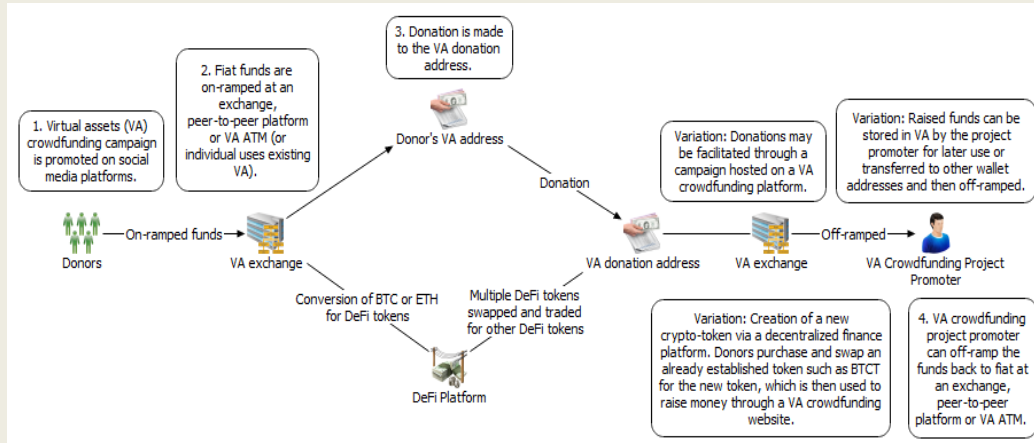 3. Donation is made
to the VA donation
address.
2. Fiat funds are
on-ramped at an
exchange,
peer-to-peer platform
or VA ATM (or
individual uses existing
VA).
1. Virtual assets (VA)
crowdfunding campaign
is promoted on social
media platforms.
Donor's VA address
Variation: Donations may
be facilitated through a
campaign hosted on a VA
crowdfunding platform.
Variation: Raised funds can be
stored in VA by the project
promoter for later use or
transferred to other wallet
addresses and then off-ramped.
Donation
On-ramped funds
Donors
VA exchange
VA donation address
VA exchange
Off-ramped
VA Crowdfunding Project
Promoter
Conversion of BTC or ETH
for DeFi tokens
Multiple DeFi tokens
swapped and traded
for other DeFi tokens
DeFi Platform
Variation: Creation of a new
crypto-token via a decentralized finance
platform. Donors purchase and swap an
already established token such as BTCT
for the new token, which is then used to
raise money through a VA crowdfunding
website.
4. VA crowdfunding
project promoter
can off-ramp the
funds back to fiat at
an exchange,
peer-to-peer
platform or VA ATM.